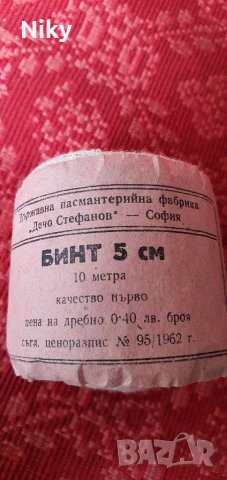 Niky
Държавна пасмантерийна фабрика
„Дечо Стефанов" — София
БИНТ 5 см
10 метра
качество първо
цена на дребно 0·40 лв. броя
съгл. ценоразпис № 95/1962 г.
BAZAR